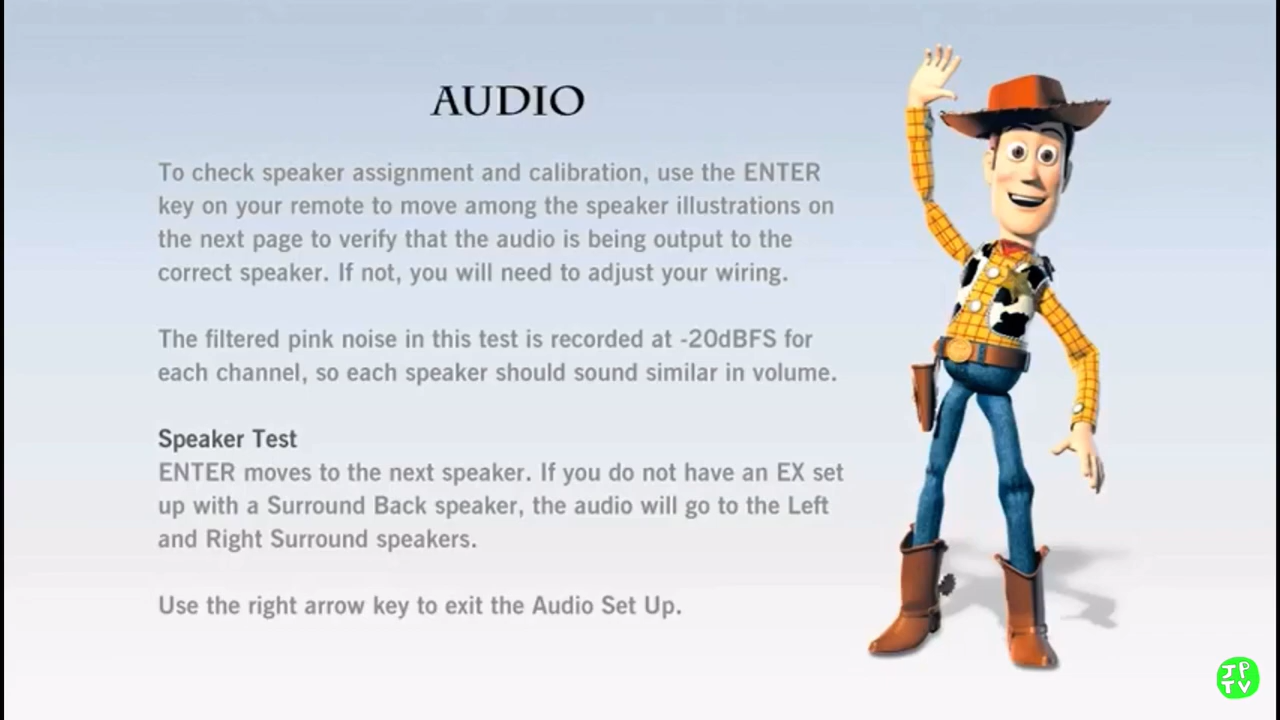 AUDIO
To check speaker assignment and calibration, use the ENTER
key on your remote to move among the speaker illustrations on
the next page to verify that the audio is being output to the
correct speaker. If not, you will need to adjust your wiring.
The filtered pink noise in this test is recorded at -20dBFS for
each channel, so each speaker should sound similar in volume.
Speaker Test
ENTER moves to the next speaker. If you do not have an EX set
up with a Surround Back speaker, the audio will go to the Left
and Right Surround speakers.
Use the right arrow key to exit the Audio Set Up.
JP
TV